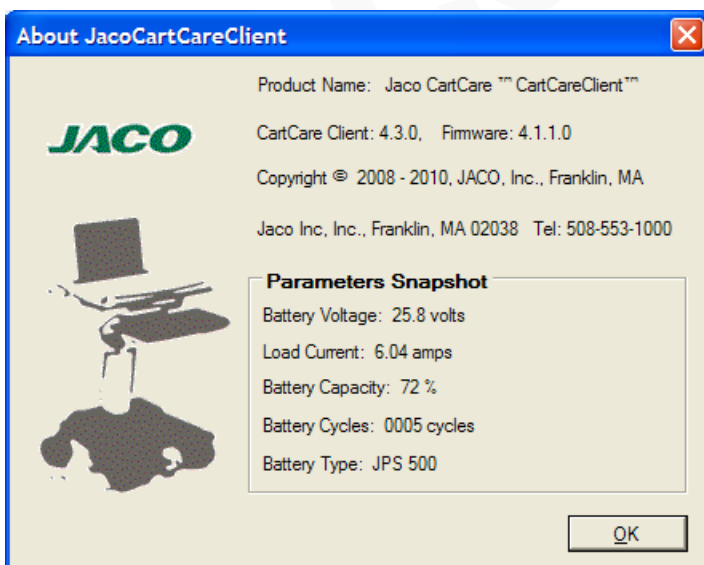 About JacoCartCareClient
Product Name: Jaco CartCare ™ CartCareClient™
JACO
CartCare Client: 4.3.0, Firmware: 4.1.1.0
Copyright © 2008 - 2010, JACO, Inc., Franklin, MA
Jaco Inc, Inc., Franklin, MA 02038 Tel: 508-553-1000
Parameters Snapshot
Battery Voltage: 25.8 volts
Load Current: 6.04 amps
Battery Capacity: 72 %
Battery Cycles: 0005 cycles
Battery Type: JPS 500
OK